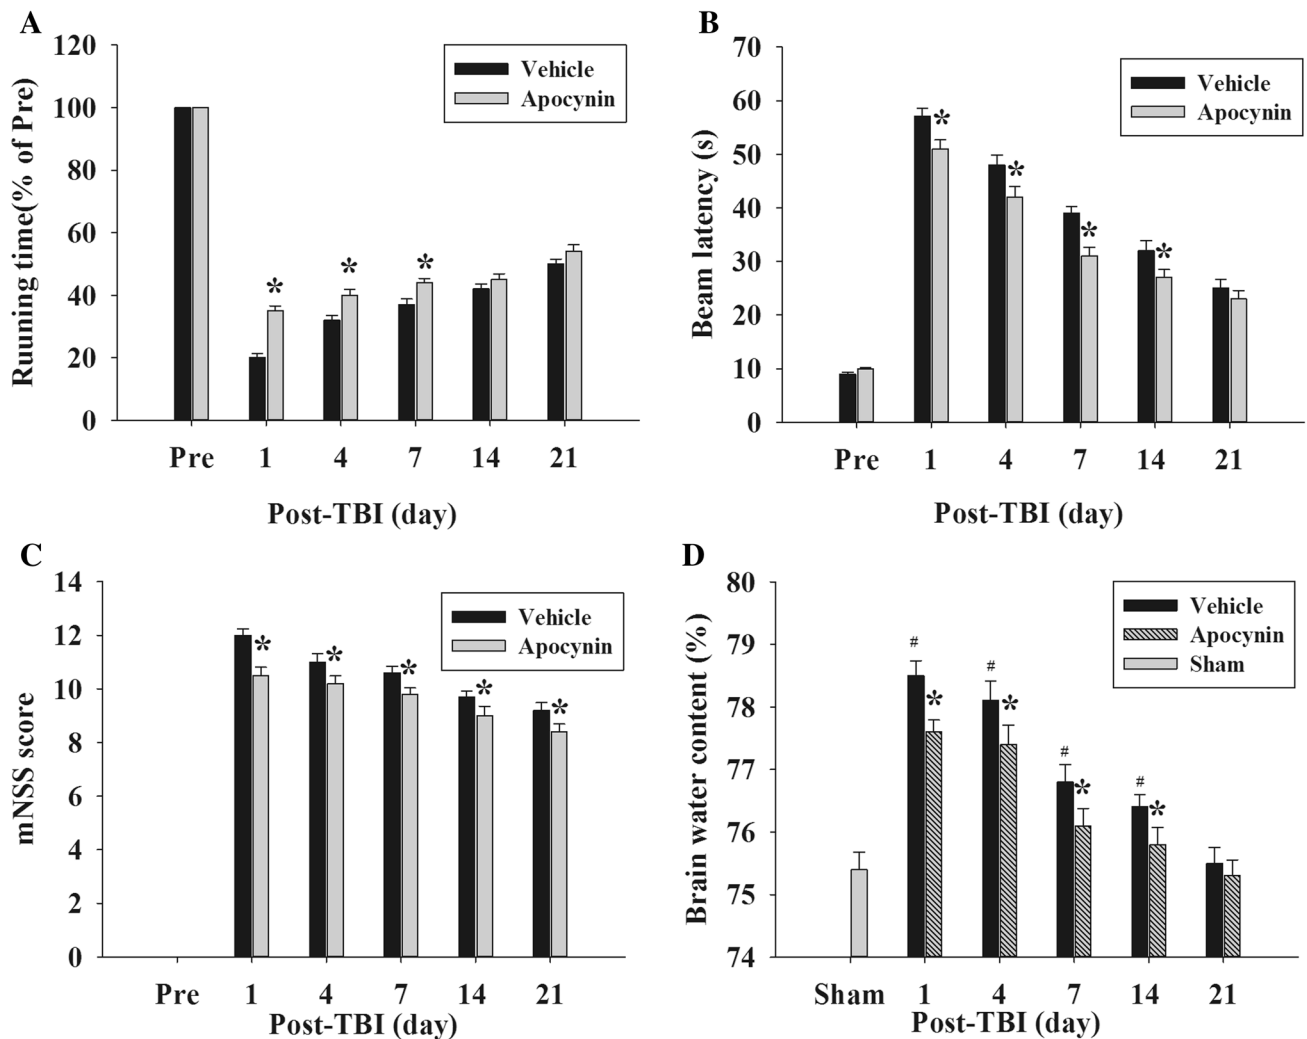 A
Ruuning time(% of Pre)
120
100
80
60
40
20
0
Vehicle
Apocynin
* * *
Pre 1 4 7 14 21
Post-TBI (day)
B
Beam latency (s)
70
60
50
40
30
20
10
0
Vehicle
Apocynin
* * * *
Pre 1 4 7 14 21
Post-TBI (day)
C
mNSS score
14
12
10
8
6
4
2
0
Vehicle
Apocynin
* * * * *
Pre 1 4 7 14 21
Post-TBI (day)
D
Brain water content (%)
80
79
78
77
76
75
74
Vehicle
Apocynin
Sham
# # # #
* * * *
Sham 1 4 7 14 21
Post-TBI (day)